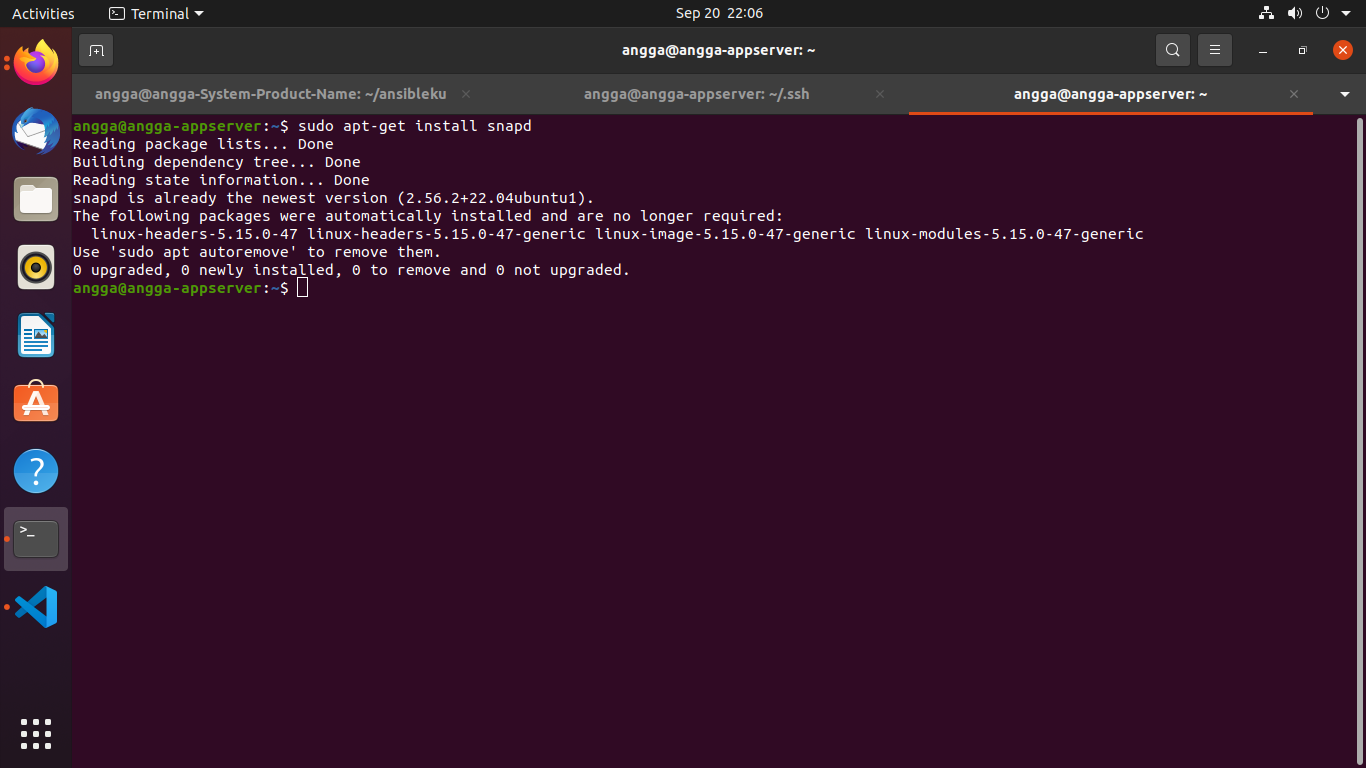 Activities Terminal Sep 20 22:06
angga@angga-appserver: ~
angga@angga-System-Product-Name: ~/ansibleku angga@angga-appserver: ~/.ssh angga@angga-appserver: ~
angga@angga-appserver:~$ sudo apt-get install snapd
Reading package lists... Done
Building dependency tree... Done
Reading state information... Done
snapd is already the newest version (2.56.2+22.04ubuntu1).
The following packages were automatically installed and are no longer required:
  linux-headers-5.15.0-47 linux-headers-5.15.0-47-generic linux-image-5.15.0-47-generic linux-modules-5.15.0-47-generic
Use 'sudo apt autoremove' to remove them.
0 upgraded, 0 newly installed, 0 to remove and 0 not upgraded.
angga@angga-appserver:~$